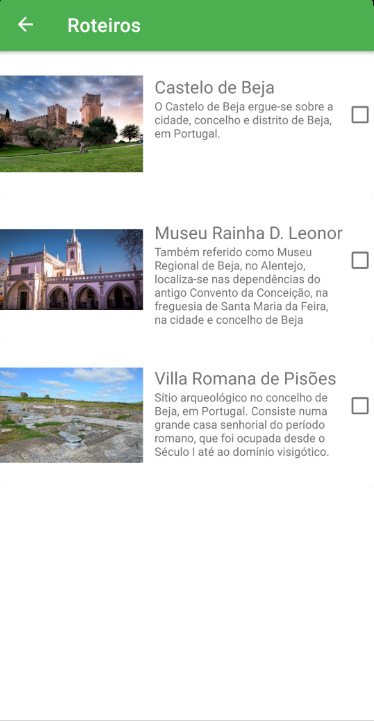 Roteiros
Castelo de Beja
O Castelo de Beja ergue-se sobre a
cidade, concelho e distrito de Beja,
em Portugal.
Museu Rainha D. Leonor
Também referido como Museu
Regional de Beja, no Alentejo,
localiza-se nas dependências do
antigo Convento da Conceição, na
freguesia de Santa Maria da Feira,
na cidade e concelho de Beja
Villa Romana de Pisões
Sítio arqueológico no concelho de
Beja, em Portugal. Consiste numa
grande casa senhorial do período
romano, que foi ocupada desde o
Século I até ao domínio visigótico.